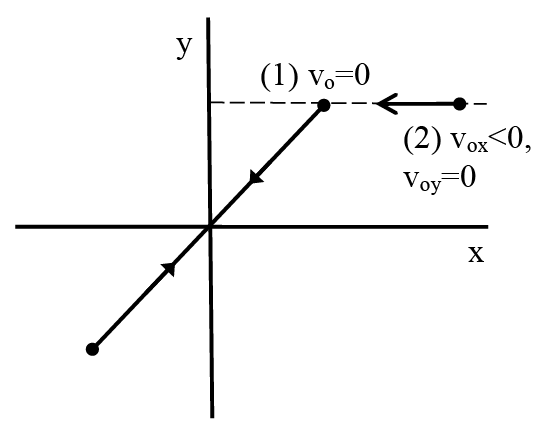 y
(1) vₒ=0
(2) vₒₓ<0,
vₒy=0
x